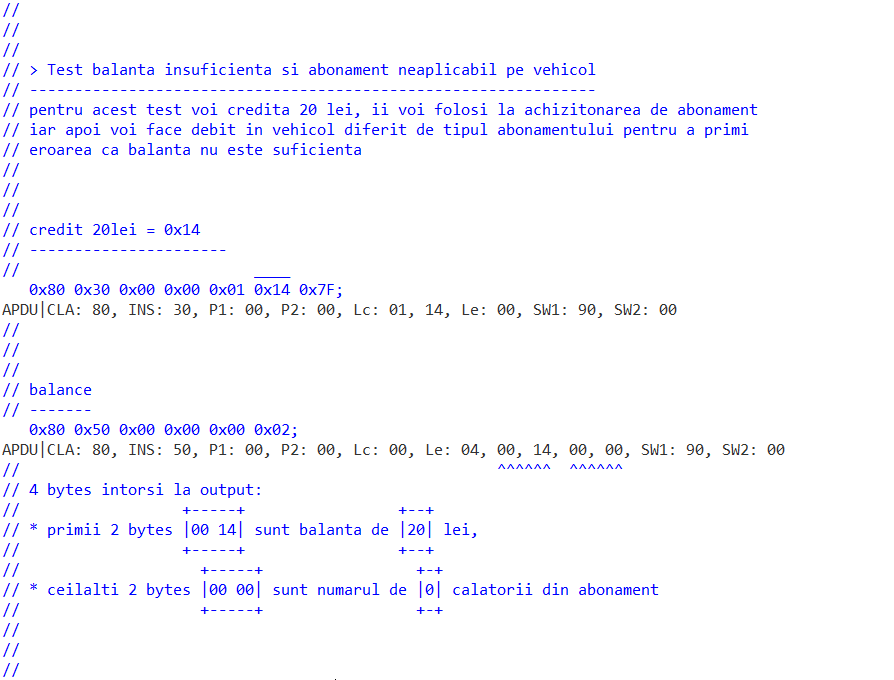 //
//
//
// > Test balanta insuficienta si abonament neaplicabil pe vehicol
// ---------------------------------------------------------------
// pentru acest test voi credita 20 lei, ii voi folosi la achizitonarea de abonament
// iar apoi voi face debit in vehicol diferit de tipul abonamentului pentru a primi
// eroarea ca balanta nu este suficienta
//
//
//
// credit 20lei = 0x14
// ----------------------
//                          ____
   0x80 0x30 0x00 0x00 0x01 0x14 0x7F;
APDU|CLA: 80, INS: 30, P1: 00, P2: 00, Lc: 01, 14, Le: 00, SW1: 90, SW2: 00
//
//
//
// balance
// -------
   0x80 0x50 0x00 0x00 0x00 0x02;
APDU|CLA: 80, INS: 50, P1: 00, P2: 00, Lc: 00, Le: 04, 00, 14, 00, 00, SW1: 90, SW2: 00
//                                                     ^^^^^^  ^^^^^^
// 4 bytes intorsi la output:
//                  +-----+                 +--+
// * primii 2 bytes |00 14| sunt balanta de |20| lei,
//                  +-----+                 +--+
//                    +-----+                 +-+
// * ceilalti 2 bytes |00 00| sunt numarul de |0| calatorii din abonament
//                    +-----+                 +-+
//
//
//